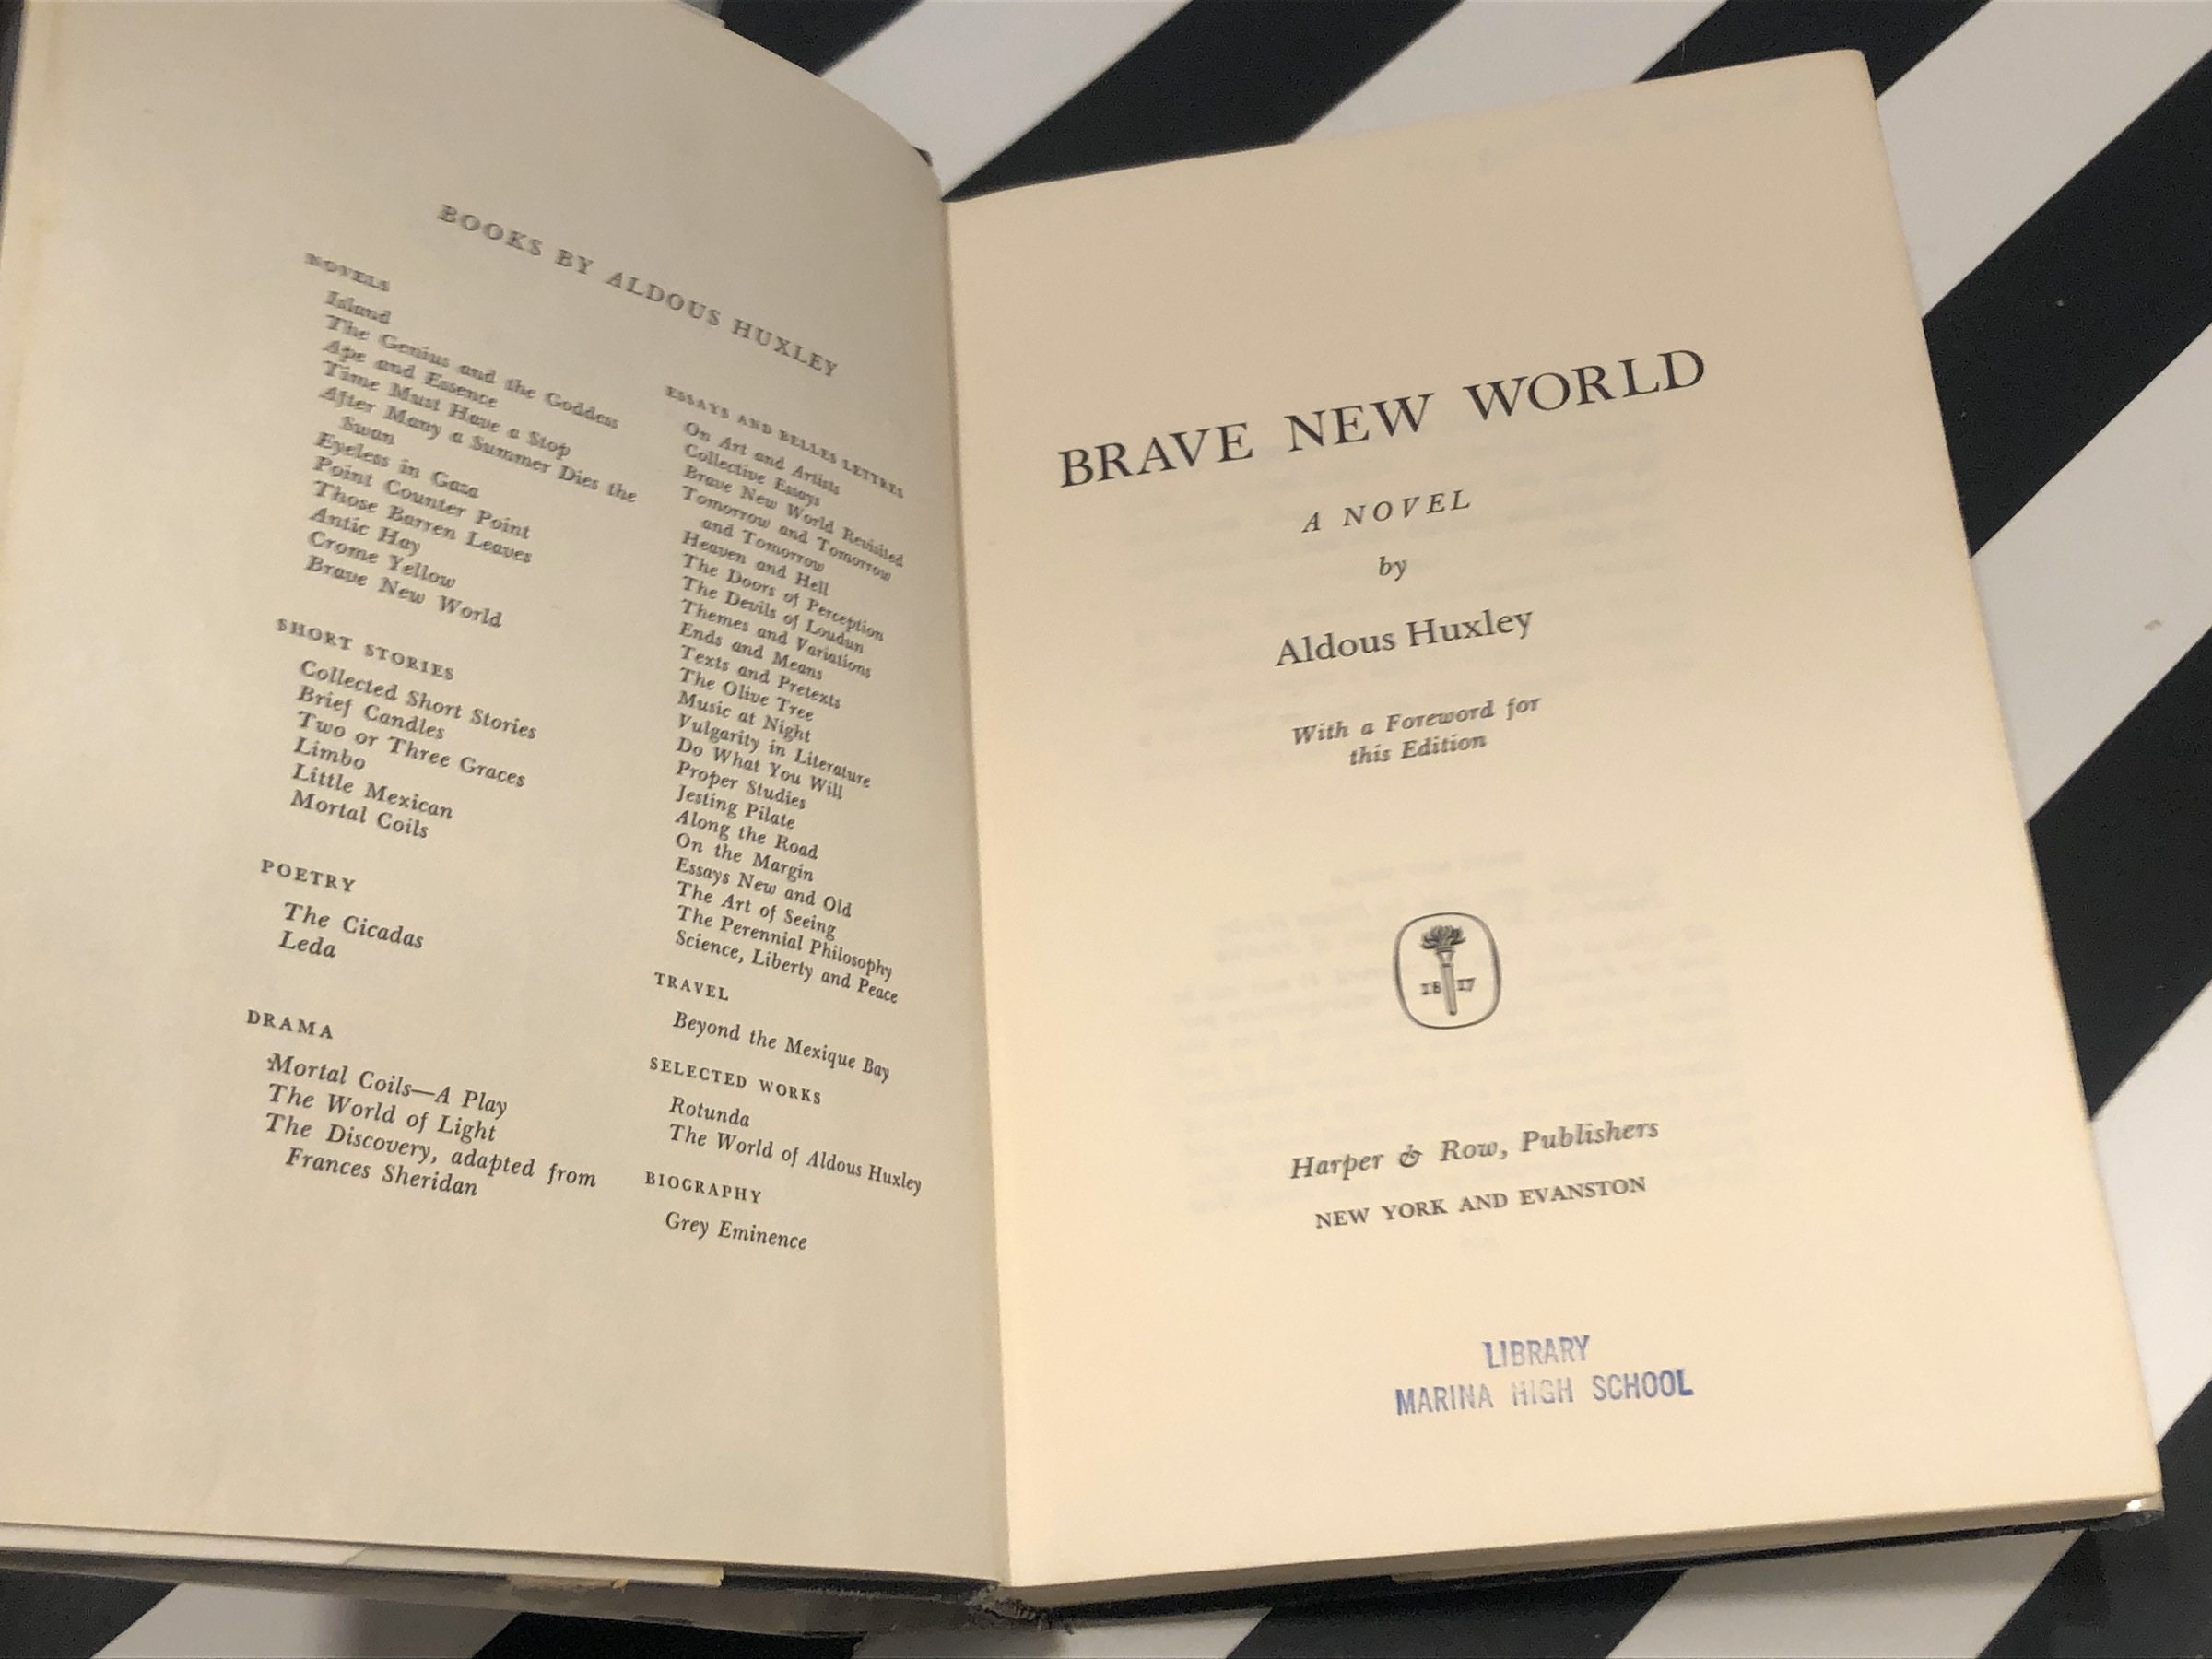 BOOKS BY ALDOUS HUXLEY
NOVELS
Island
The Genius and the Goddess
Ape and Essence
Time Must Have a Stop
After Many a Summer Dies the
Swan
Eyeless in Gaza
Point Counter Point
Those Barren Leaves
Antic Hay
Crome Yellow
Brave New World
SHORT STORIES
Collected Short Stories
Brief Candles
Two or Three Graces
Limbo
Little Mexican
Mortal Coils
POETRY
The Cicadas
Leda
DRAMA
Mortal Coils—A Play
The World of Light
The Discovery, adapted from
Frances Sheridan
ESSAYS AND BELLES LETTRES
On Art and Artists
Collective Essays
Brave New World Revisited
Tomorrow and Tomorrow
and Tomorrow
Heaven and Hell
The Doors of Perception
The Devils of Loudun
Themes and Variations
Ends and Means
Texts and Pretexts
The Olive Tree
Music at Night
Vulgarity in Literature
Do What You Will
Proper Studies
Jesting Pilate
Along the Road
On the Margin
Essays New and Old
The Art of Seeing
The Perennial Philosophy
Science, Liberty and Peace
TRAVEL
Beyond the Mexique Bay
SELECTED WORKS
Rotunda
The World of Aldous Huxley
BIOGRAPHY
Grey Eminence
BRAVE NEW WORLD
A NOVEL
by
Aldous Huxley
With a Foreword for
this Edition
1817
Harper & Row, Publishers
NEW YORK AND EVANSTON
LIBRARY
MARINA HIGH SCHOOL